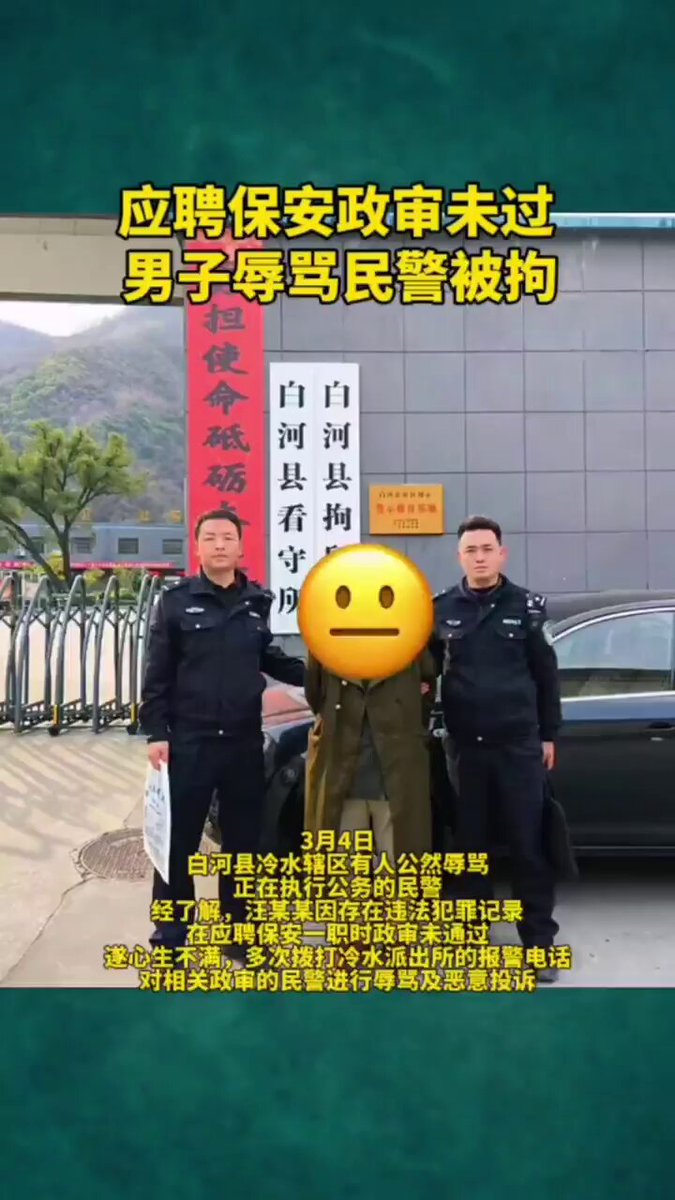 应聘保安政审未过
男子辱骂民警被拘
担使命砥砺
白河县看守所
白河县拘
3月4日
白河县冷水辖区有人公然辱骂
正在执行公务的民警
经了解，汪某某因存在违法犯罪记录
在应聘保安一职时政审未通过
遂心生不满，多次拨打冷水派出所的报警电话
对相关政审的民警进行辱骂及恶意投诉